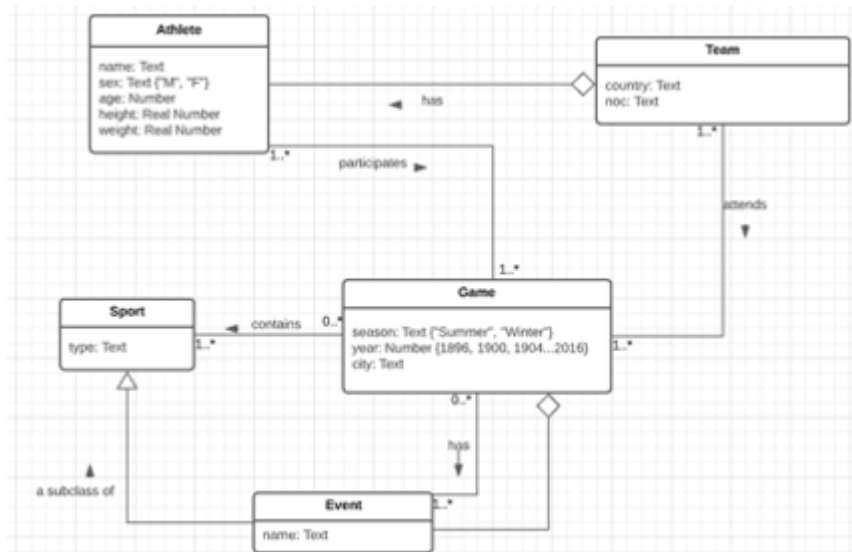 Athlete
name: Text
sex: Text {"M", "F"}
age: Number
height: Real Number
weight: Real Number
Team
country: Text
noc: Text
has
1..*
participates
1..*
attends
1..*
Game
season: Text {"Summer", "Winter"}
year: Number {1896, 1900, 1904...2016}
city: Text
1..*
Sport
type: Text
contains
0..*
1..*
0..*
has
a subclass of
1..*
Event
name: Text